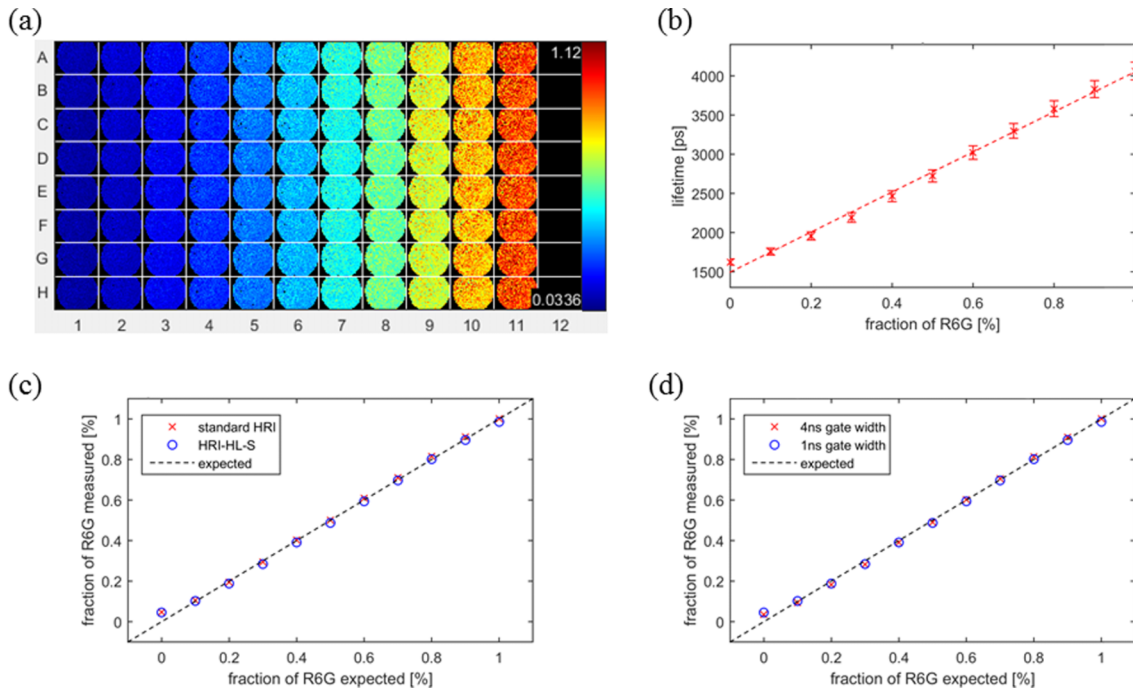 (a)
A
B
C
D
E
F
G
H
1.12
0.0336
1 2 3 4 5 6 7 8 9 10 11 12
(b)
lifetime [ps]
4000
3500
3000
2500
2000
1500
0 0.2 0.4 0.6 0.8
fraction of R6G [%]
(c)
fraction of R6G measured [%]
1
0.8
0.6
0.4
0.2
0
standard HRI
HRI-HL-S
expected
0 0.2 0.4 0.6 0.8 1
fraction of R6G expected [%]
(d)
fraction of R6G measured [%]
1
0.8
0.6
0.4
0.2
0
4ns gate width
1ns gate width
expected
0 0.2 0.4 0.6 0.8 1
fraction of R6G expected [%]